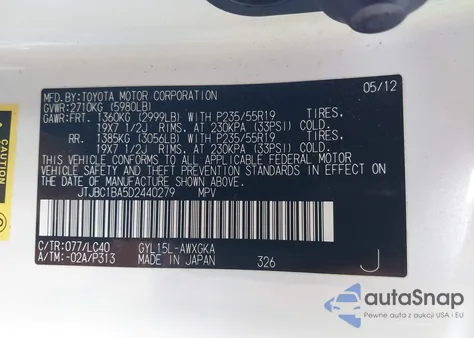 MFD.BY:TOYOTA MOTOR CORPORATION 05/12
GVWR:2710KG (5980LB)
GAWR:FRT. 1360KG (2999LB) WITH P235/55R19 TIRES,
19X7 1/2J RIMS, AT 230KPA (33PSI) COLD.
RR. 1385KG (3056LB) WITH P235/55R19 TIRES,
19X7 1/2J RIMS, AT 230KPA (33PSI) COLD.
THIS VEHICLE CONFORMS TO ALL APPLICABLE FEDERAL MOTOR
VEHICLE SAFETY AND THEFT PREVENTION STANDARDS IN EFFECT
ON THE DATE OF MANUFACTURE SHOWN ABOVE.
JTJBC1BA5D2440279 MPV
C/TR:077/LC40 GYL15L-AWXGKA
A/TM:-02A/P313 MADE IN JAPAN 326 J
CAUTION
autoSnap
Pewne auta z aukcji USA i EU